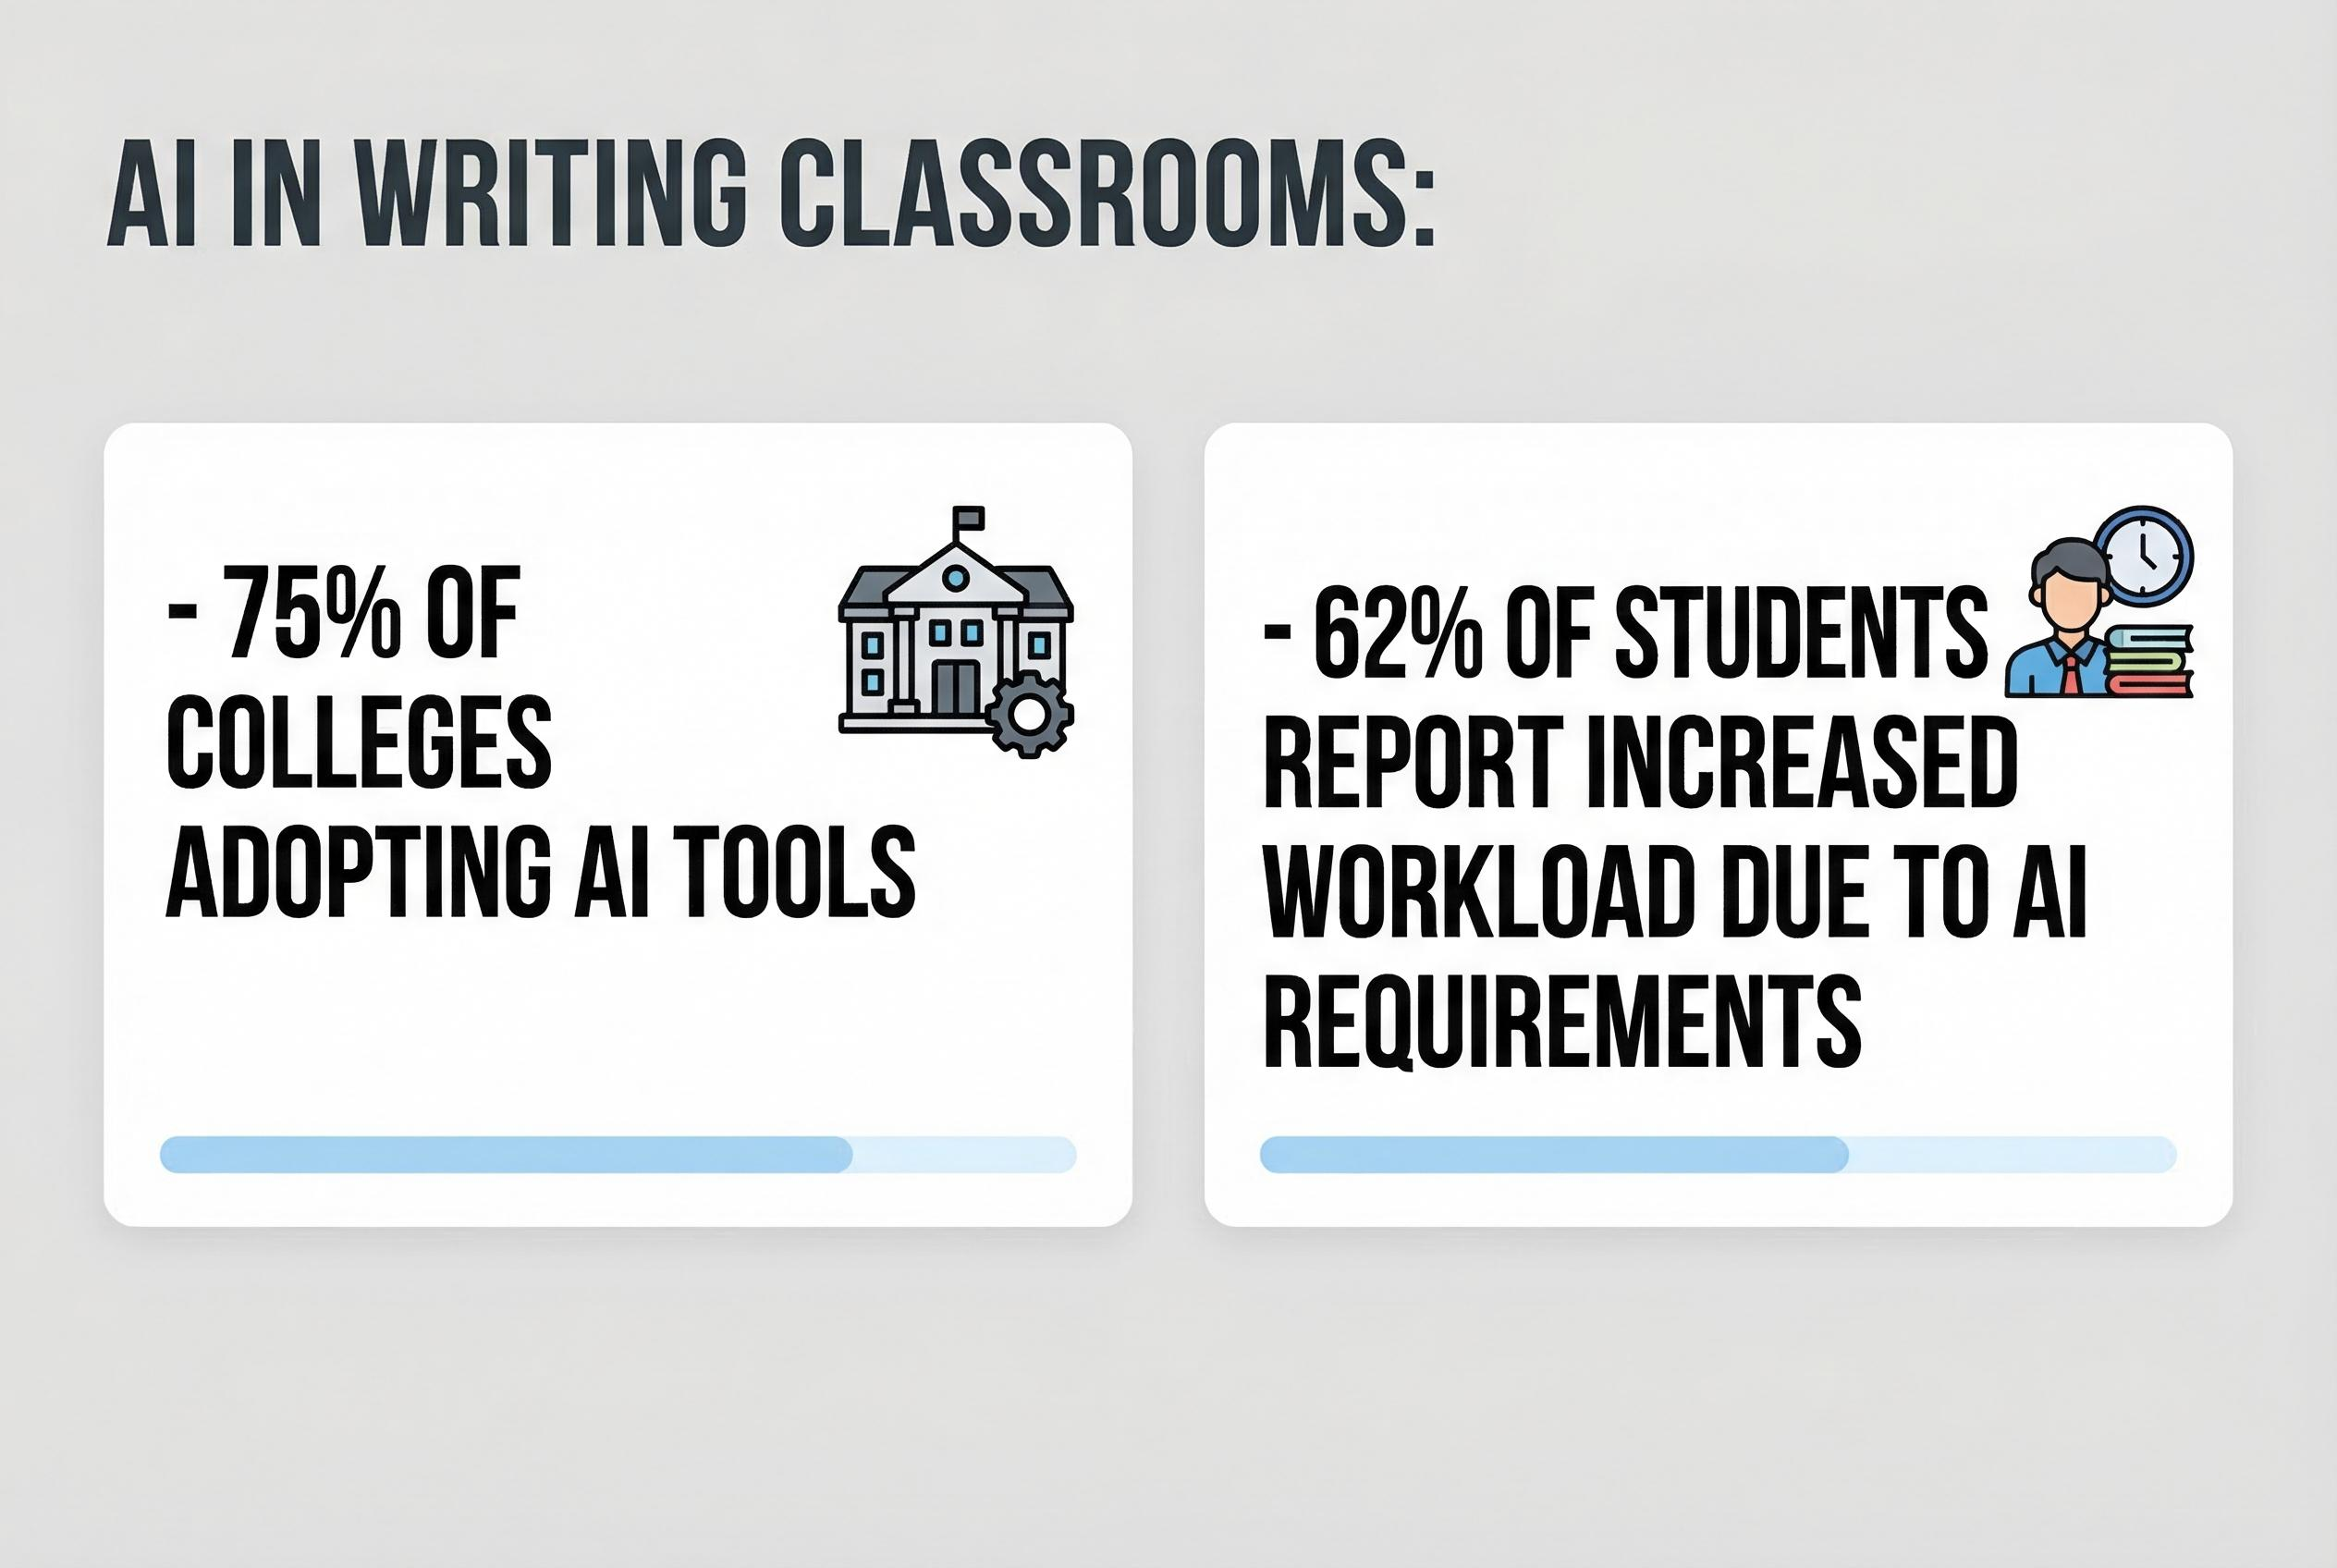 AI IN WRITING CLASSROOMS:
- 75% OF
COLLEGES
ADOPTING AI TOOLS
- 62% OF STUDENTS
REPORT INCREASED
WORKLOAD DUE TO AI
REQUIREMENTS